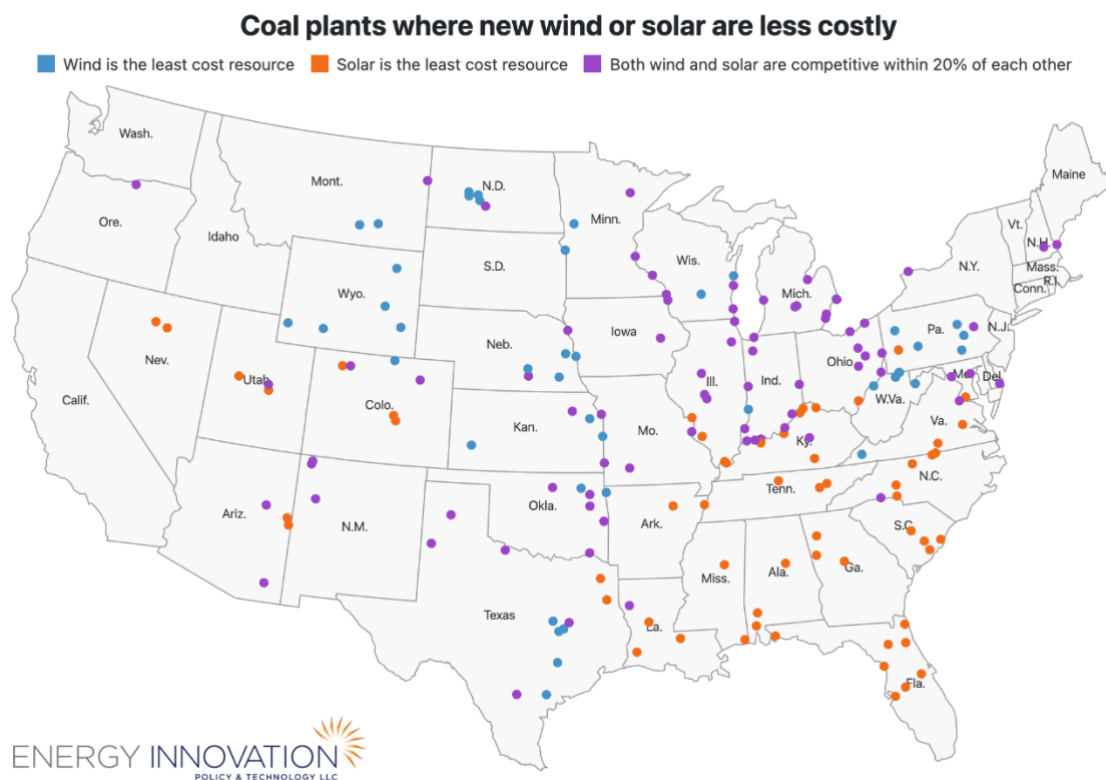 Coal plants where new wind or solar are less costly
Wind is the least cost resource Solar is the least cost resource Both wind and solar are competitive within 20% of each other
Wash.
Maine
Mont.
N.D.
Ore.
Minn.
Vt.
Idaho
N.H.
Wis.
N.Y.
S.D.
Mass.
R.I.
Conn.
Wyo.
Mich.
Iowa
Pa.
N.J.
Neb.
Nev.
Ohio
Utah
Ill.
Ind.
Del.
Calif.
Colo.
W.Va.
Kan.
Mo.
Va.
Ky.
N.C.
Tenn.
Okla.
Ariz.
N.M.
Ark.
S.C.
Miss.
Ala.
Ga.
Texas
La.
Fla.
ENERGY INNOVATION
POLICY & TECHNOLOGY LLC